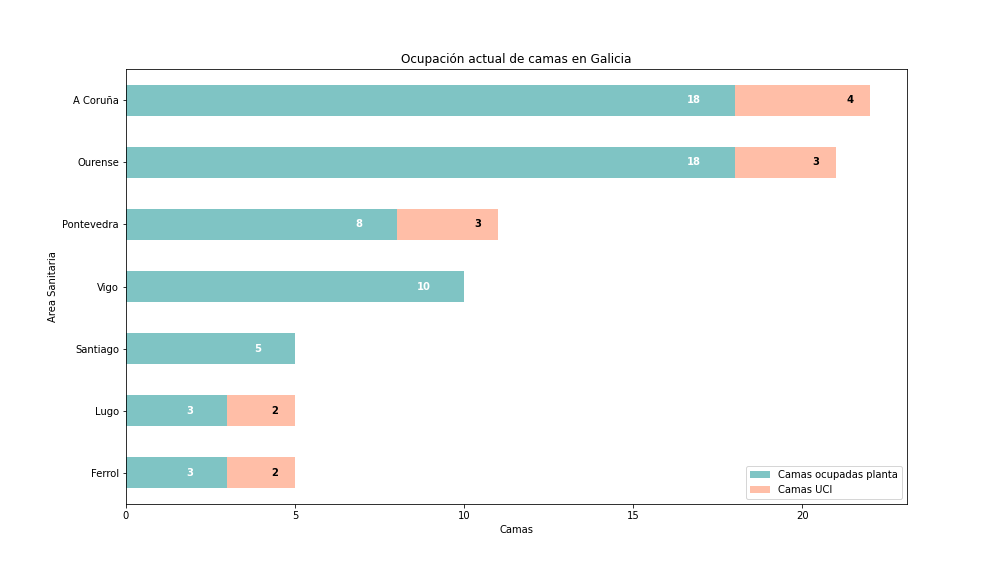 Ocupación actual de camas en Galicia
A Coruña 18 4
Ourense 18 3
Pontevedra 8 3
Vigo 10
Santiago 5
Lugo 3 2
Ferrol 3 2
Area Sanitaria
Camas ocupadas planta
Camas UCI
0 5 10 15 20
Camas